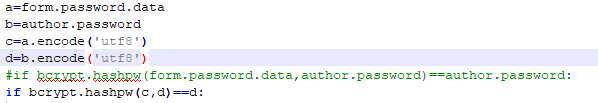 a=form.password.data
b=author.password
c=a.encode('utf8')
d=b.encode('utf8')
#if bcrypt.hashpw(form.password.data,author.password)==author.password:
if bcrypt.hashpw(c,d)==d: